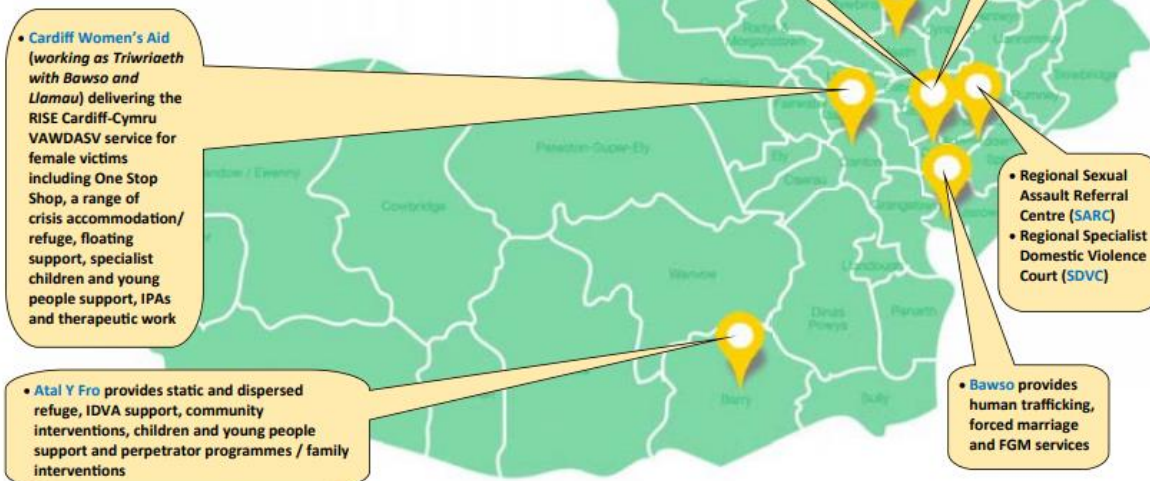 • Cardiff Women's Aid
(working as Triwriaeth
with Bawso and
Llamau) delivering the
RISE Cardiff-Cymru
VAWDASV service for
female victims
including One Stop
Shop, a range of
crisis accommodation/
refuge, floating
support, specialist
children and young
people support, IPAs
and therapeutic work
• Atal Y Fro provides static and dispersed
refuge, IDVA support, community
interventions, children and young people
support and perpetrator programmes / family
interventions
• Regional Sexual
Assault Referral
Centre (SARC)
• Regional Specialist
Domestic Violence
Court (SDVC)
• Bawso provides
human trafficking,
forced marriage
and FGM services
Peterston-Super-Ely
Cowbridge
/ Ewenny
Wenvoe
Ely
Caerau
Canton
Llandough
Dinas
Powys
Penarth
Sully
Barry
Rumney